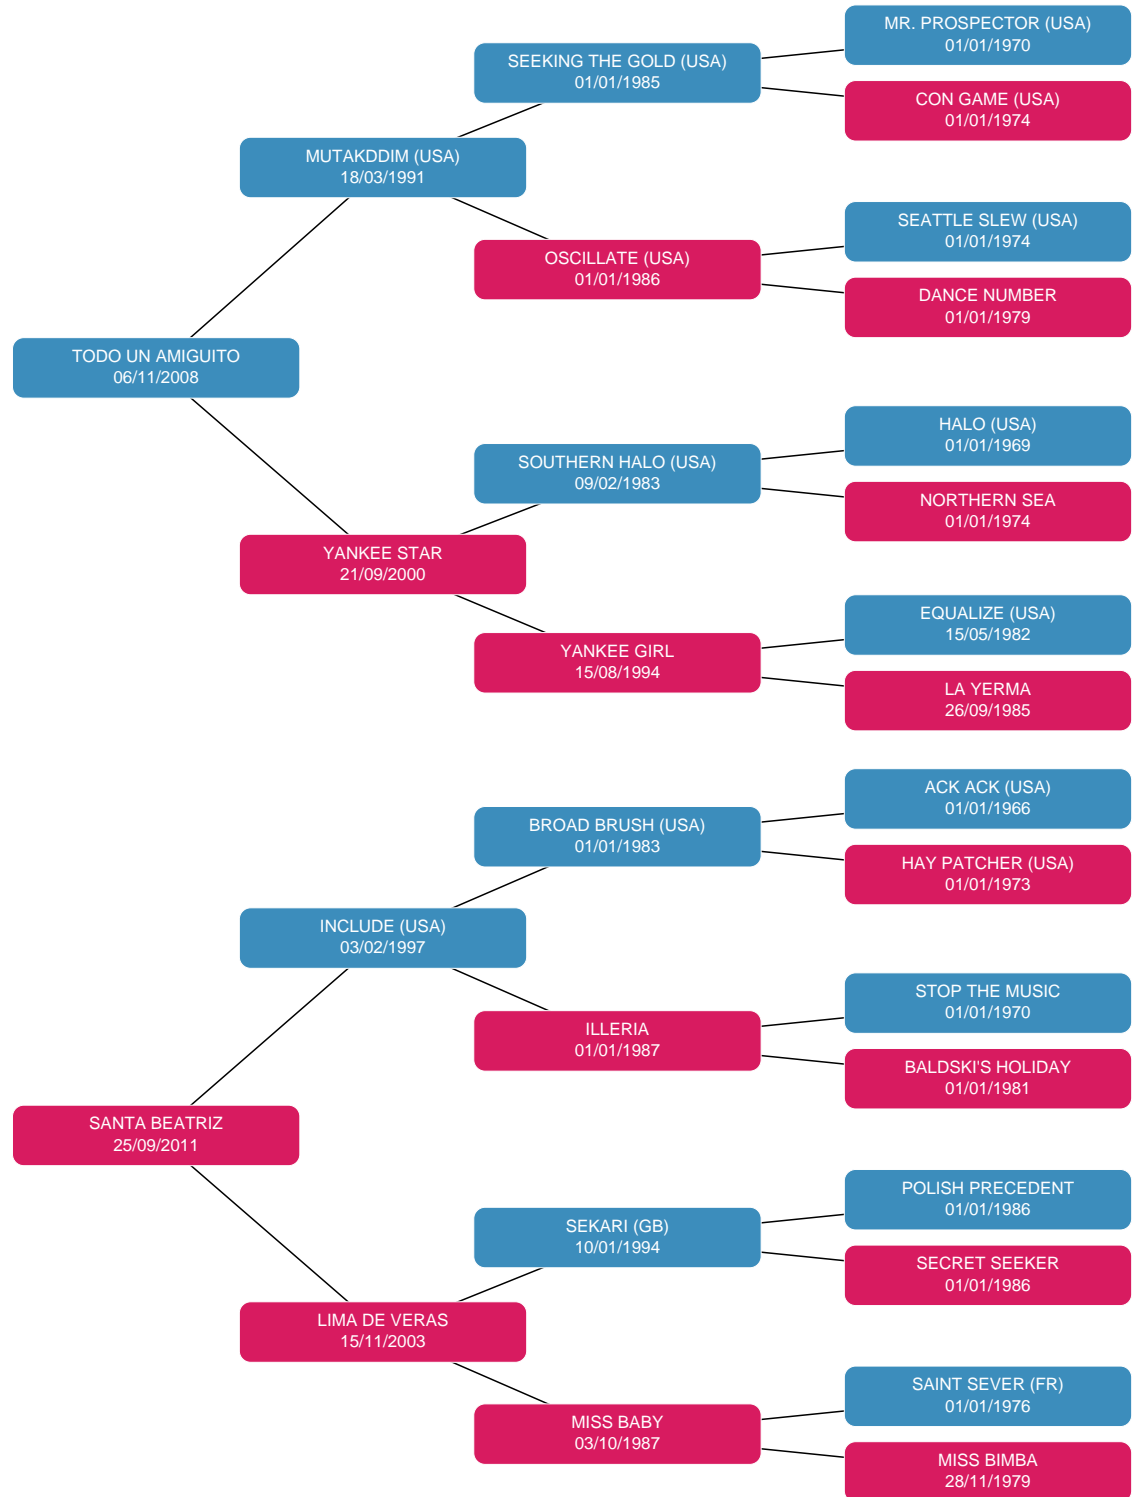 MR. PROSPECTOR (USA)
01/01/1970
SEEKING THE GOLD (USA)
01/01/1985
CON GAME (USA)
01/01/1974
MUTAKDDIM (USA)
18/03/1991
SEATTLE SLEW (USA)
01/01/1974
OSCILLATE (USA)
01/01/1986
DANCE NUMBER
01/01/1979
TODO UN AMIGUITO
06/11/2008
HALO (USA)
01/01/1969
SOUTHERN HALO (USA)
09/02/1983
NORTHERN SEA
01/01/1974
YANKEE STAR
21/09/2000
EQUALIZE (USA)
15/05/1982
YANKEE GIRL
15/08/1994
LA YERMA
26/09/1985
ACK ACK (USA)
01/01/1966
BROAD BRUSH (USA)
01/01/1983
HAY PATCHER (USA)
01/01/1973
INCLUDE (USA)
03/02/1997
STOP THE MUSIC
01/01/1970
ILLERIA
01/01/1987
BALDSKI'S HOLIDAY
01/01/1981
SANTA BEATRIZ
25/09/2011
POLISH PRECEDENT
01/01/1986
SEKARI (GB)
10/01/1994
SECRET SEEKER
01/01/1986
LIMA DE VERAS
15/11/2003
SAINT SEVER (FR)
01/01/1976
MISS BABY
03/10/1987
MISS BIMBA
28/11/1979